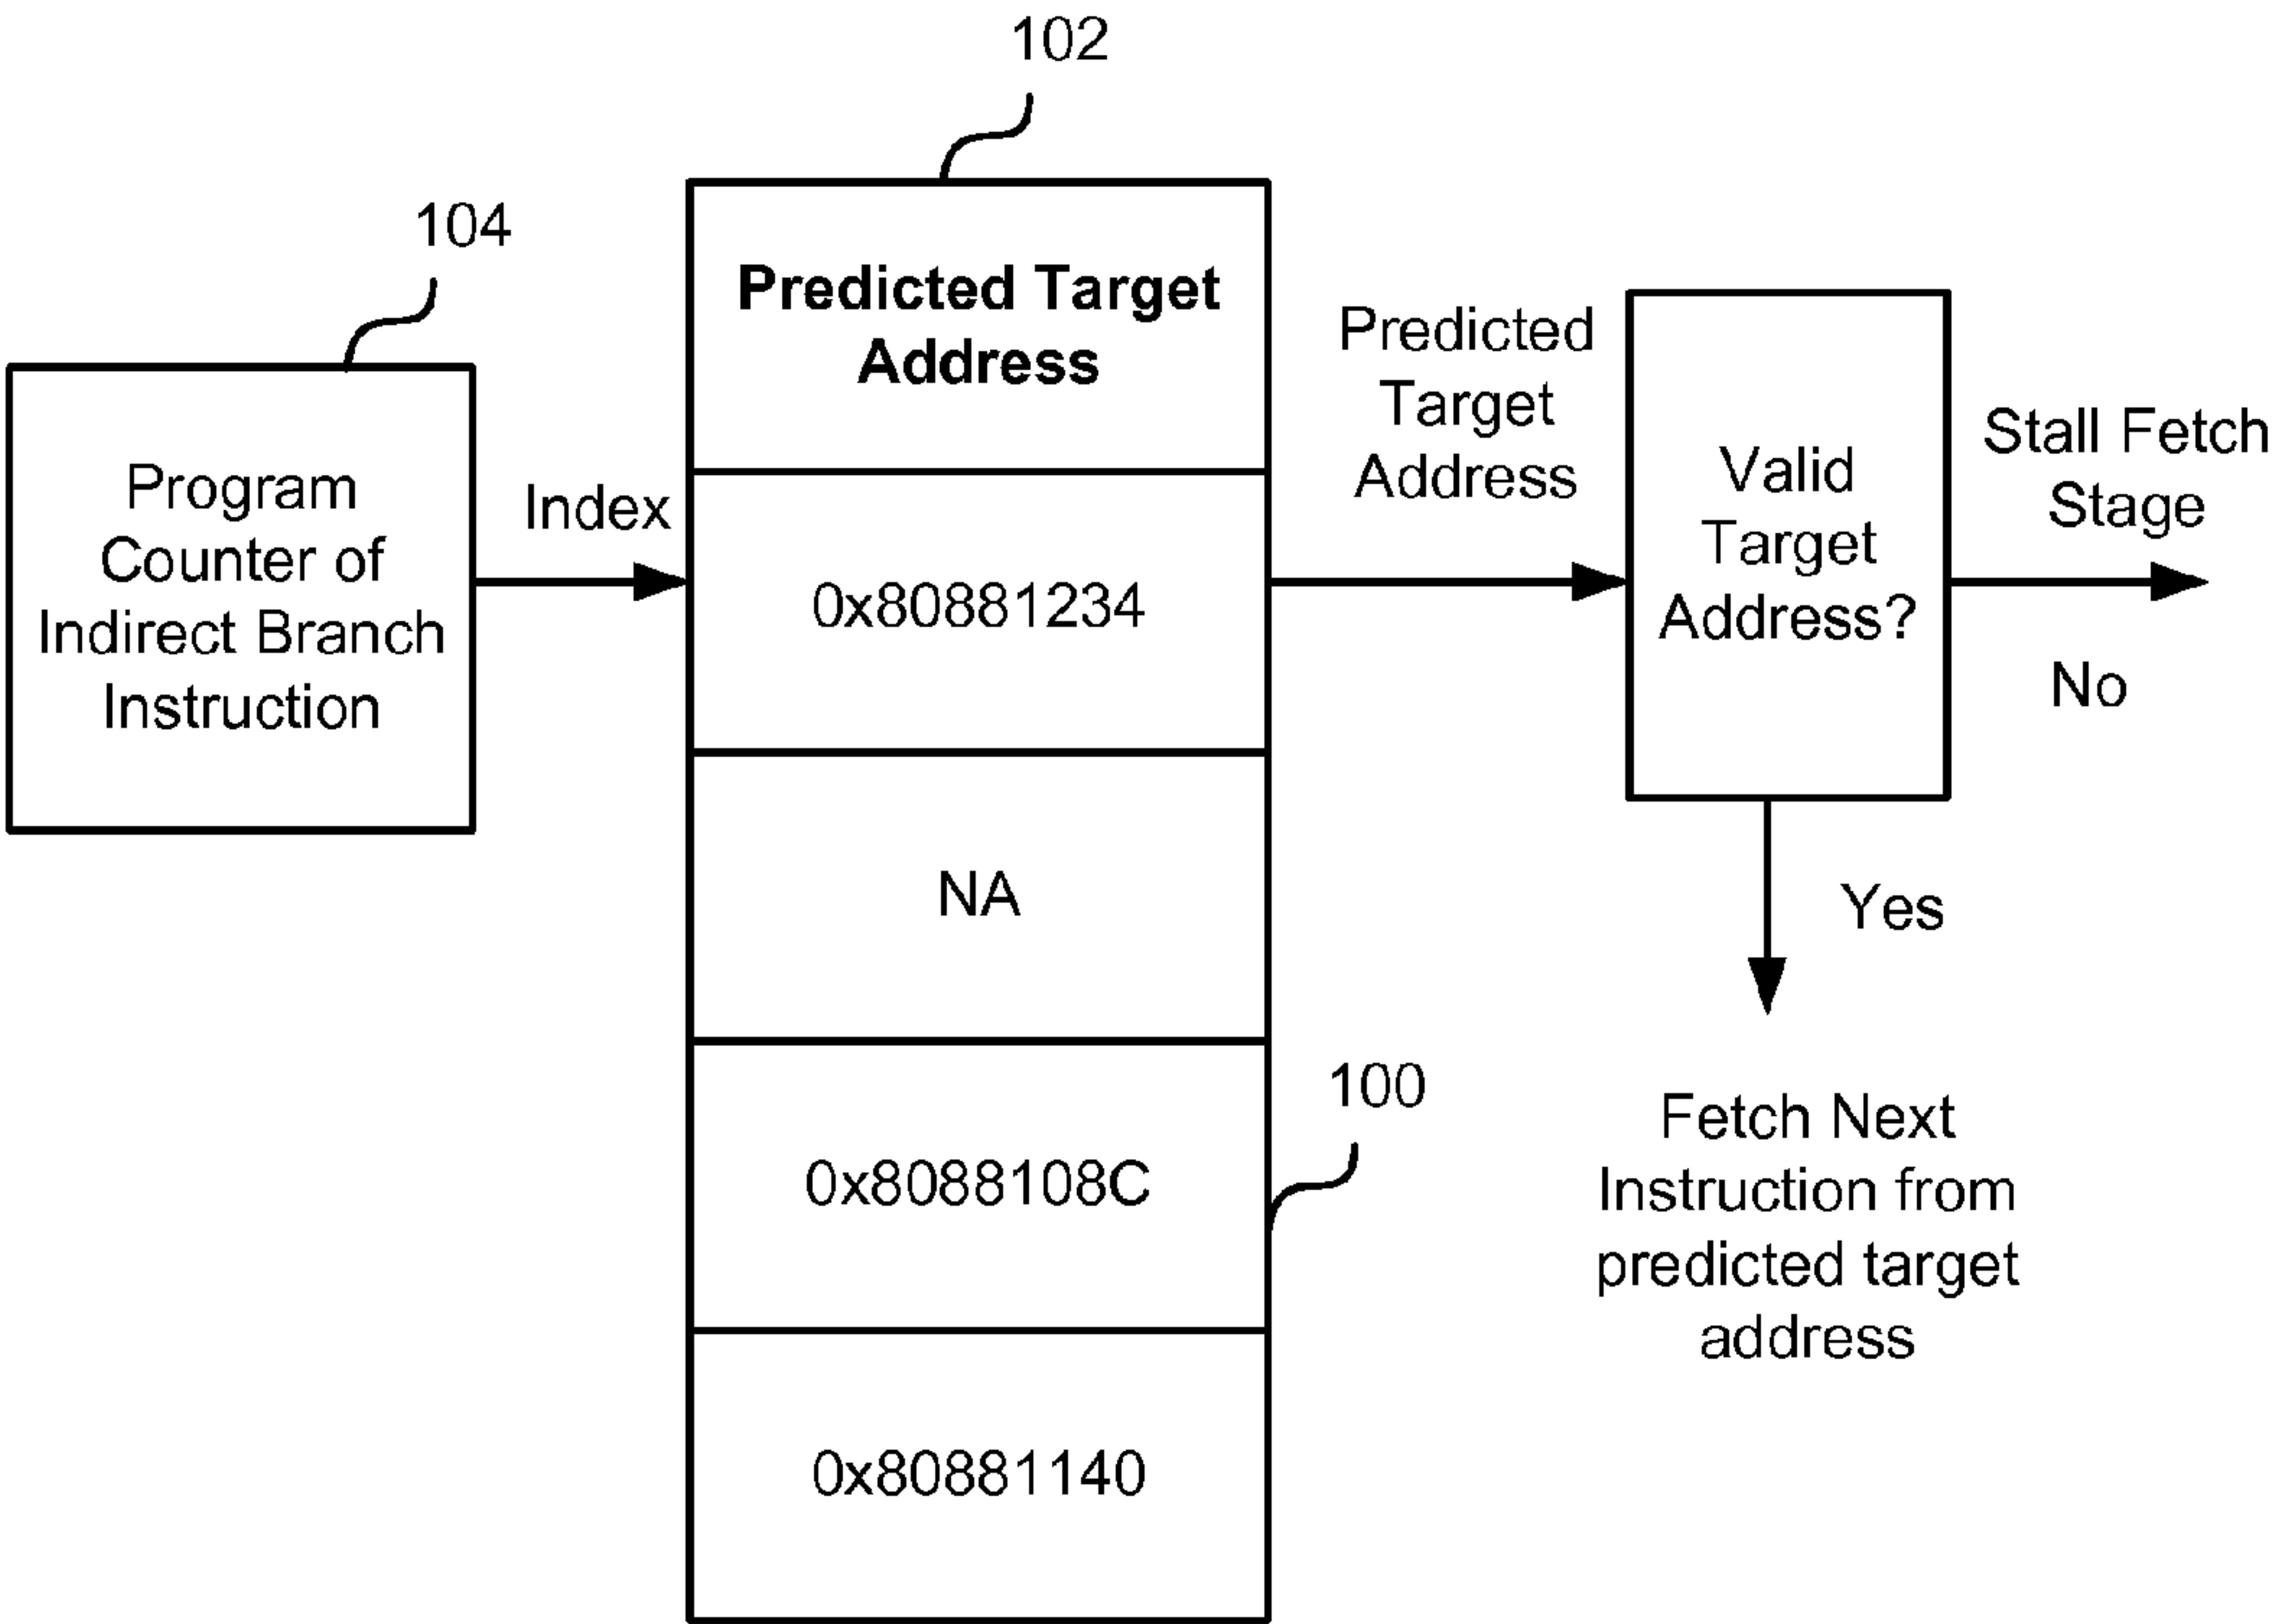 102
104
Predicted Target
Address
Program
Counter of
Indirect Branch
Instruction
Index
0x80881234
NA
0x8088108C
0x80881140
100
Predicted
Target
Address
Valid
Target
Address?
Stall Fetch
Stage
No
Yes
Fetch Next
Instruction from
predicted target
address